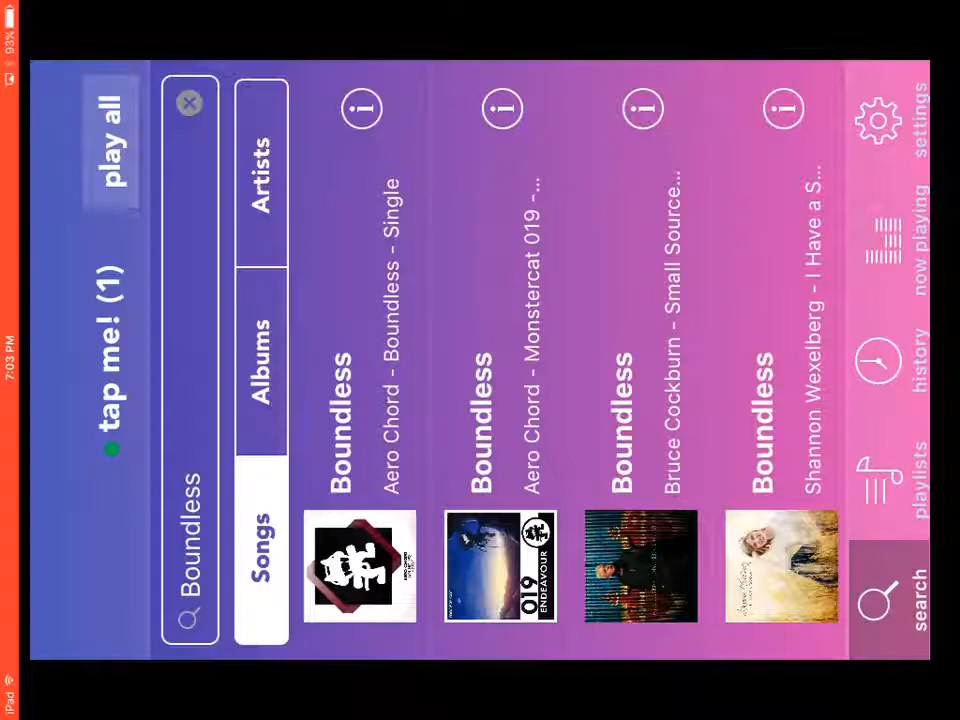 iPad
7:03 PM
93%
tap me! (1)
play all
Boundless
Songs
Albums
Artists
Boundless
Aero Chord - Boundless - Single
Boundless
Aero Chord - Monstercat 019 -...
019
ENDEAVOUR
Boundless
Bruce Cockburn - Small Source...
Boundless
Shannon Wexelberg - I Have a S...
search
playlists
history
now playing
settings